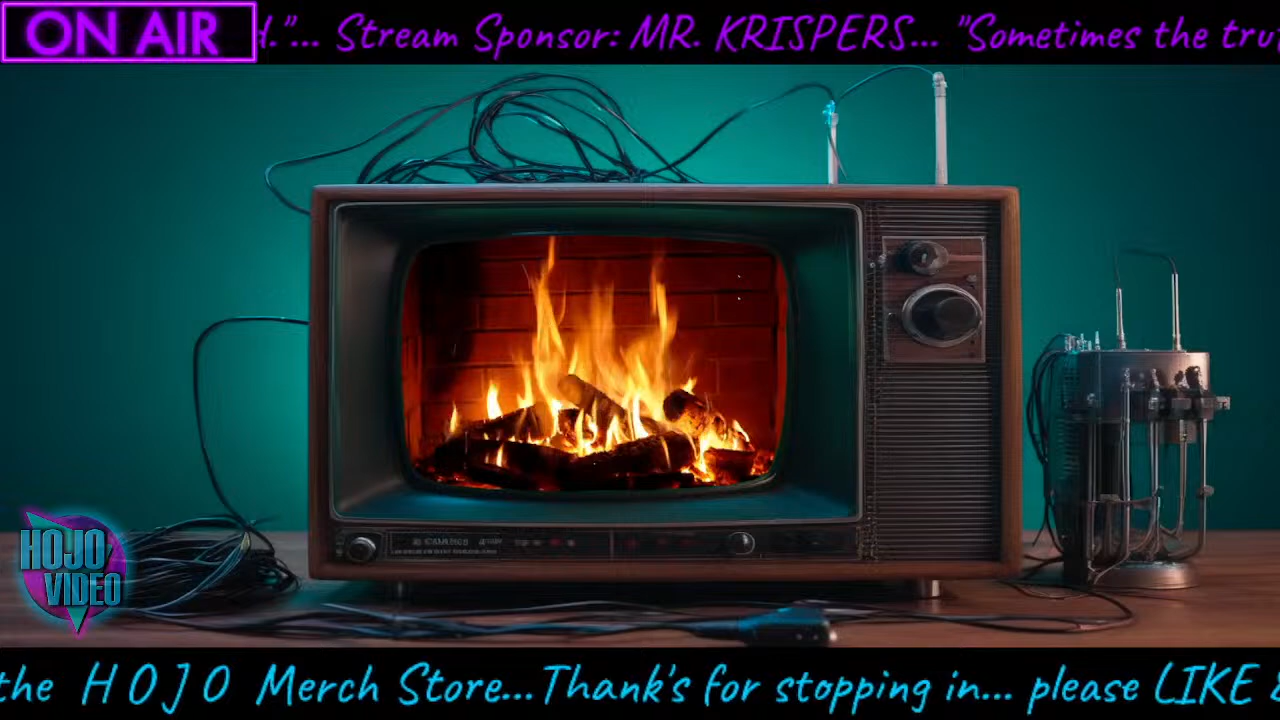 ON AIR
d."... Stream Sponsor: MR. KRISPERS... "Sometimes the tru
HOJO
VIDEO
the HOJO Merch Store...Thank's for stopping in... please LIKE &